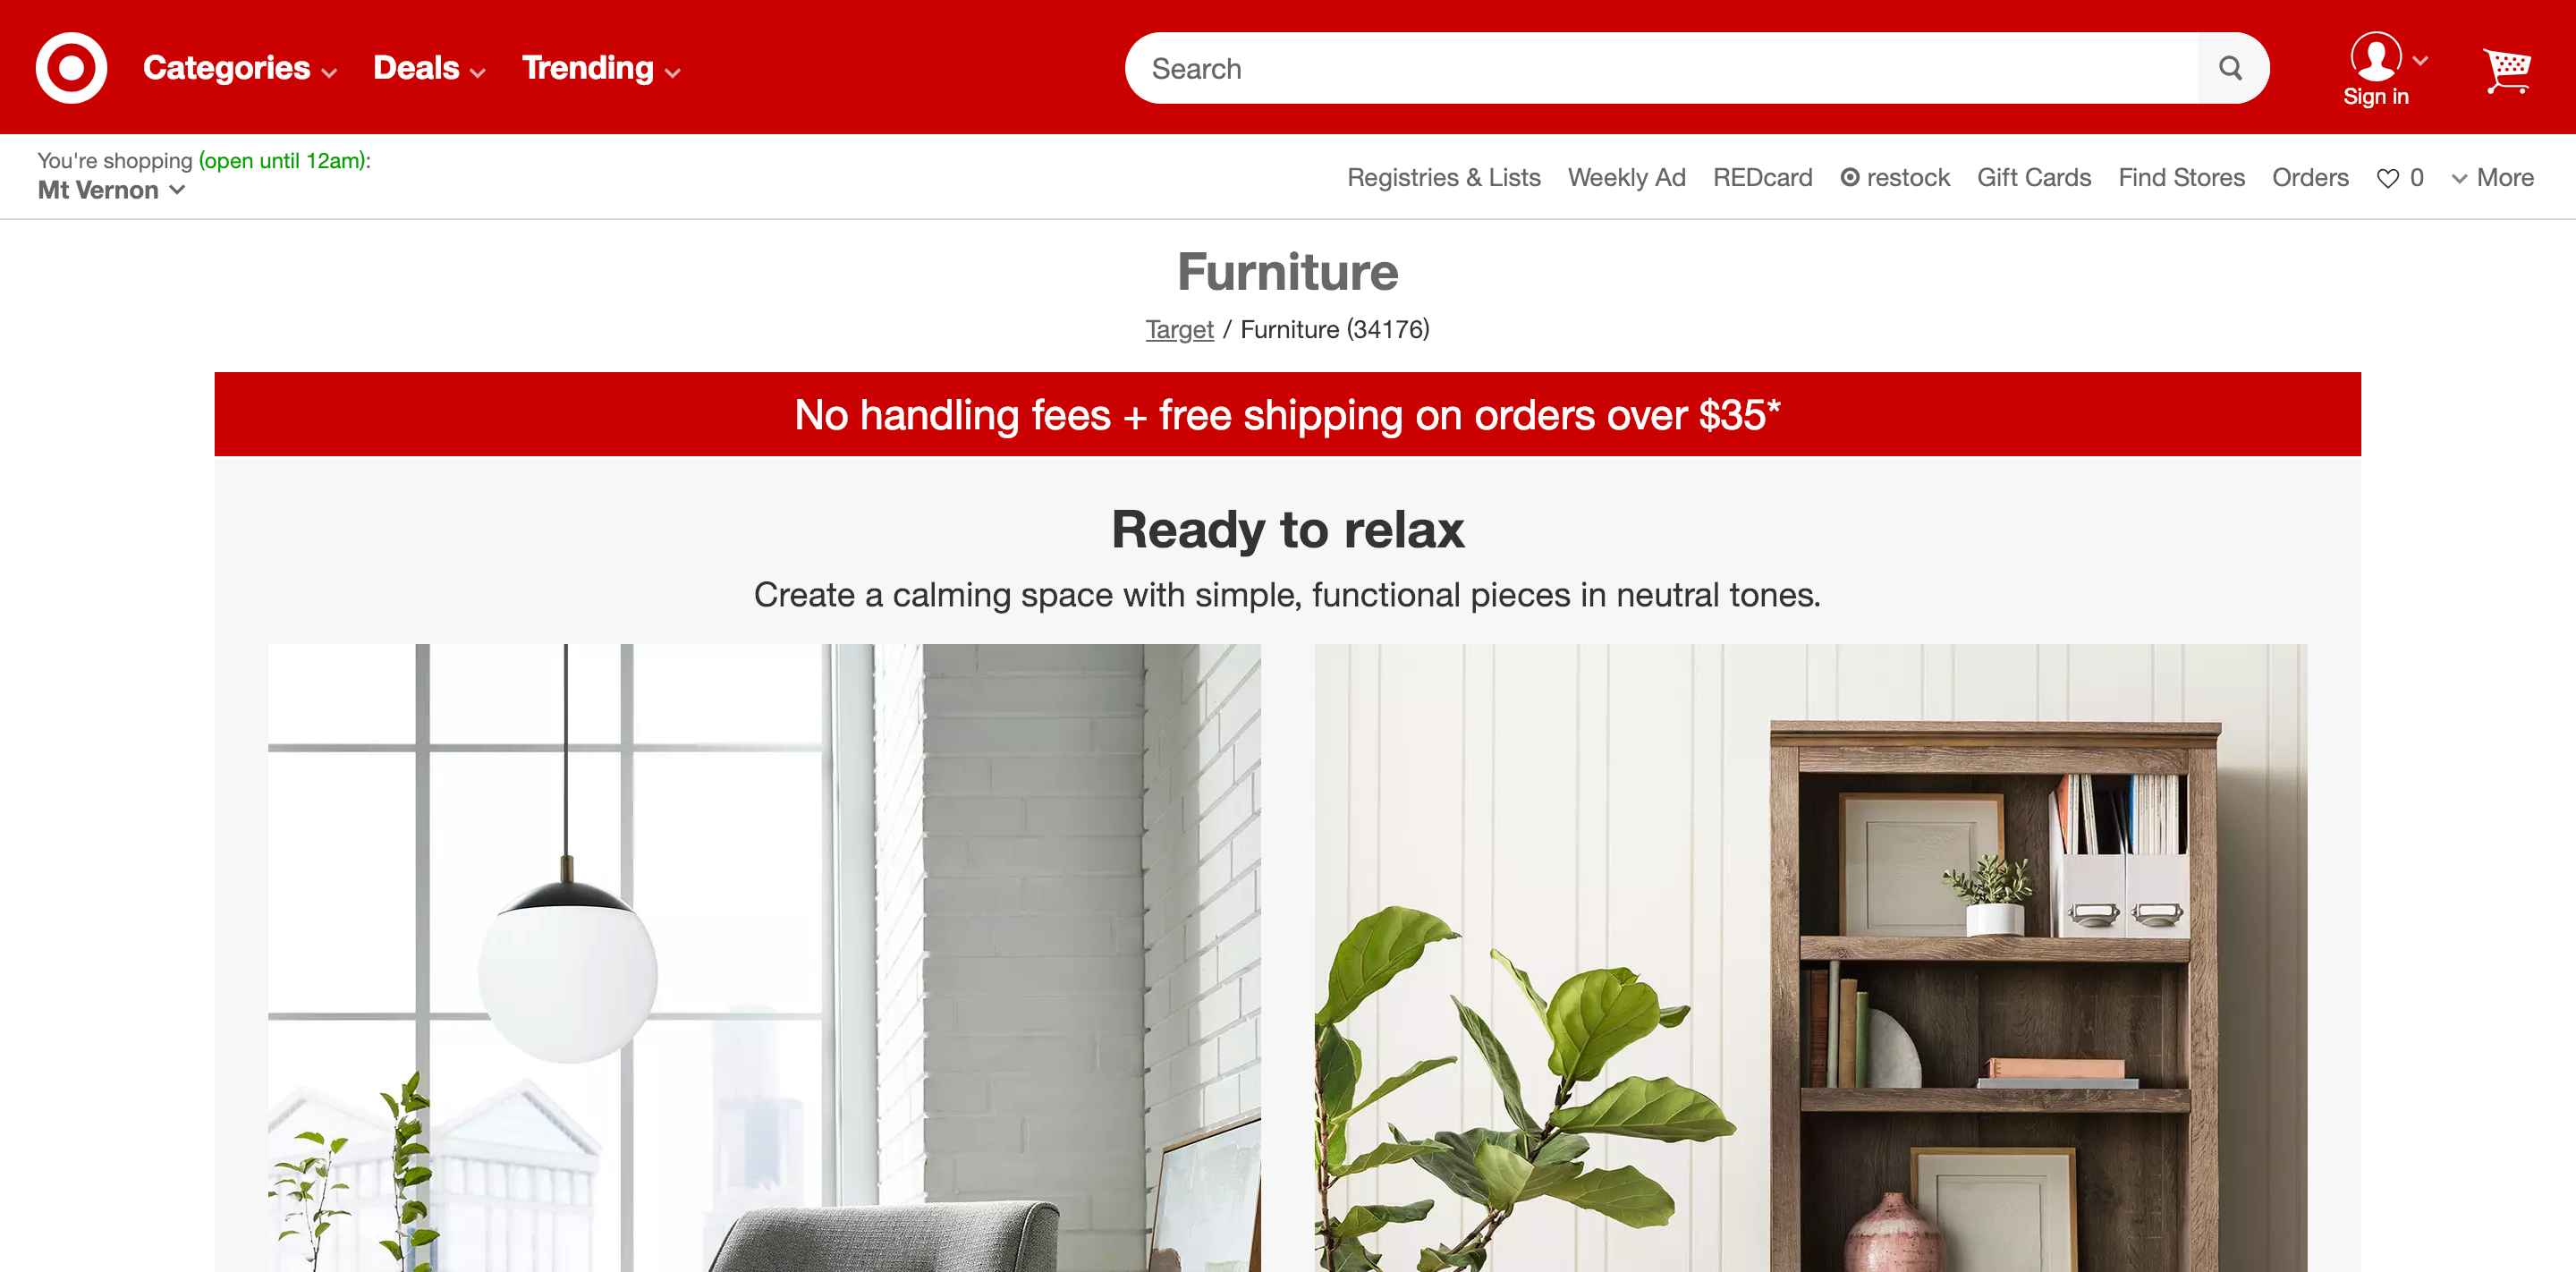 Categories Deals Trending
Search
Sign in
You're shopping (open until 12am):
Mt Vernon
Registries & Lists Weekly Ad REDcard restock Gift Cards Find Stores Orders 0 More
Furniture
Target / Furniture (34176)
No handling fees + free shipping on orders over $35*
Ready to relax
Create a calming space with simple, functional pieces in neutral tones.